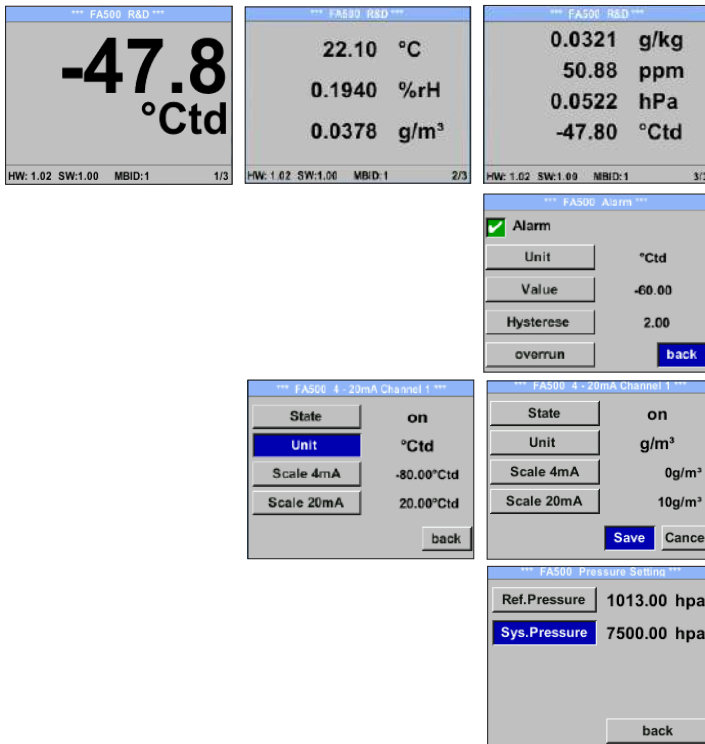 *** FA500 R&D ***
-47.8
°Ctd
HW: 1.02 SW:1.00 MBID:1 1/3
*** FA500 R&D ***
22.10 °C
0.1940 %rH
0.0378 g/m³
HW: 1.02 SW:1.00 MBID:1 2/3
*** FA500 R&D ***
0.0321 g/kg
50.88 ppm
0.0522 hPa
-47.80 °Ctd
HW: 1.02 SW:1.00 MBID:1 3/3
*** FA500 Alarm ***
Alarm
Unit °Ctd
Value -60.00
Hysterese 2.00
overrun back
*** FA500 4 - 20mA Channel 1 ***
State on
Unit °Ctd
Scale 4mA -80.00°Ctd
Scale 20mA 20.00°Ctd
back
*** FA500 4 - 20mA Channel 1 ***
State on
Unit g/m³
Scale 4mA 0g/m³
Scale 20mA 10g/m³
Save Cance
*** FA500 Pressure Setting ***
Ref.Pressure 1013.00 hpa
Sys.Pressure 7500.00 hpa
back